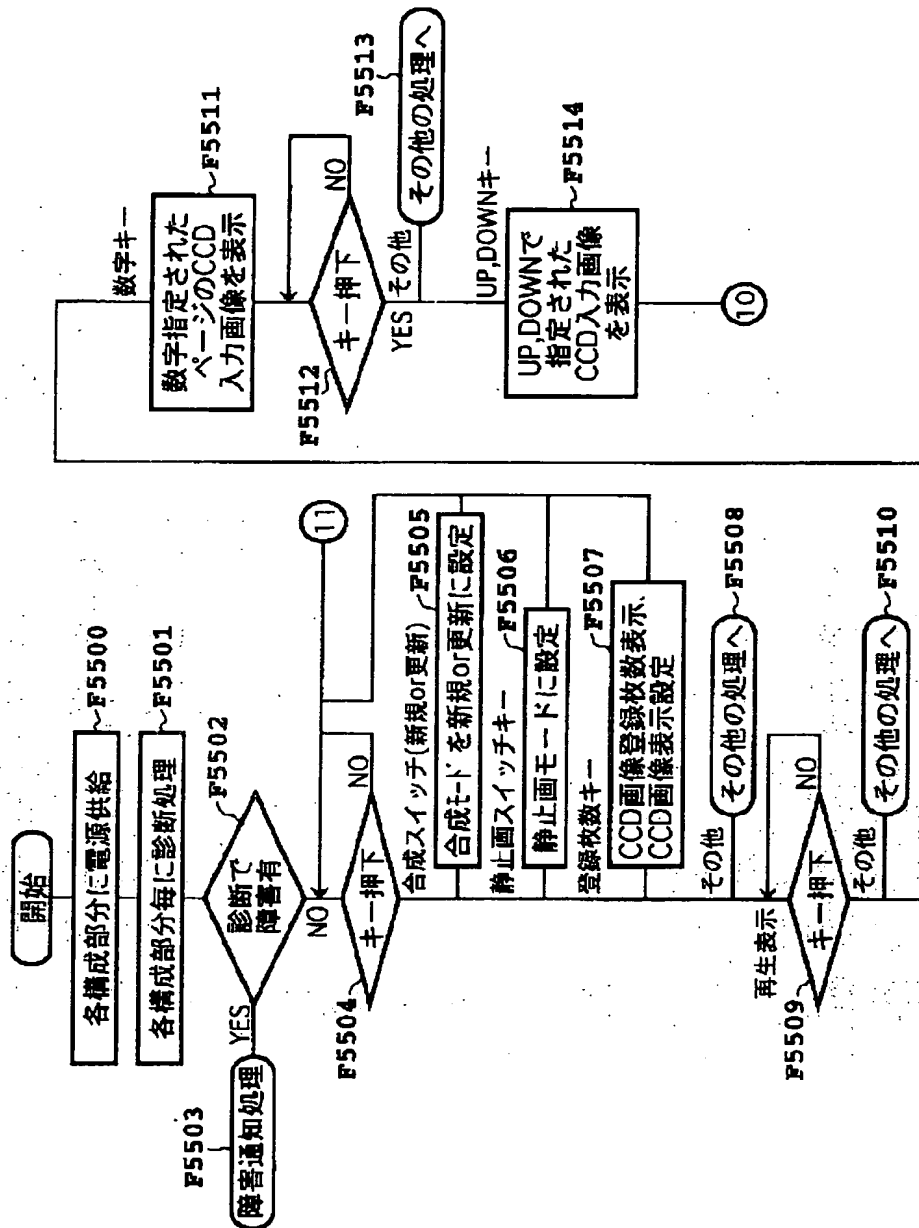 開始
各構成部分に電源供給
F5500
各構成部分毎に診断処理
F5501
診断で
障害有
F5502
YES
NO
F5503
障害通知処理
11
キー押下
F5504
NO
合成スイッチ(新規or更新)
F5505
合成モードを新規or更新に設定
静止画スイッチキー
F5506
静止画モードに設定
登録枚数キー
F5507
CCD画像登録枚数表示、
CCD画像表示設定
その他
F5508
その他の処理へ
再生表示
キー押下
NO
F5509
その他
F5510
その他の処理へ
数字キー
F5511
数字指定された
ページのCCD
入力画像を表示
F5512
キー押下
NO
YES
その他
F5513
その他の処理へ
UP,DOWNキー
F5514
UP,DOWNで
指定された
CCD入力画像
を表示
10